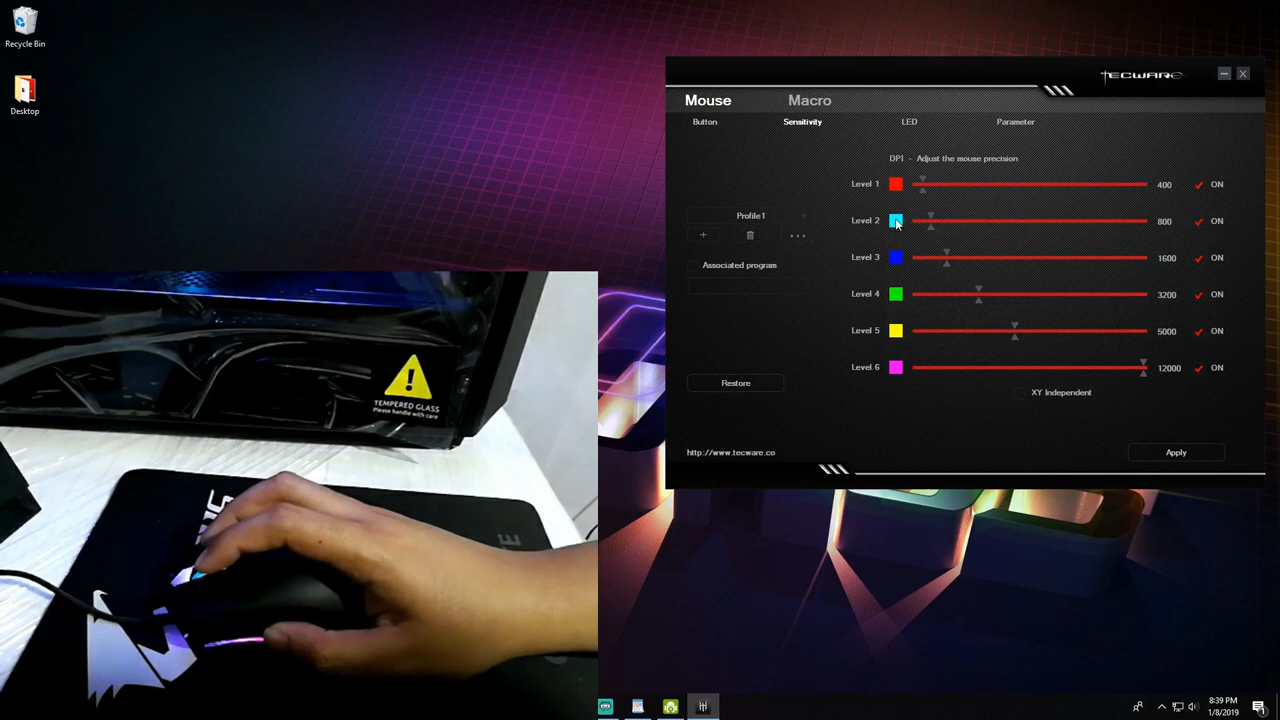 Recycle Bin
Desktop
TECWARE
Mouse
Macro
Button
Sensitivity
LED
Parameter
DPI - Adjust the mouse precision
Level 1
400
ON
Profile1
Level 2
800
ON
Associated program
Level 3
1600
ON
Level 4
3200
ON
Level 5
5000
ON
Level 6
12000
ON
Restore
XY Independent
http://www.tecware.co
Apply
TEMPERED GLASS
Please handle with care
8:39 PM
1/8/2019